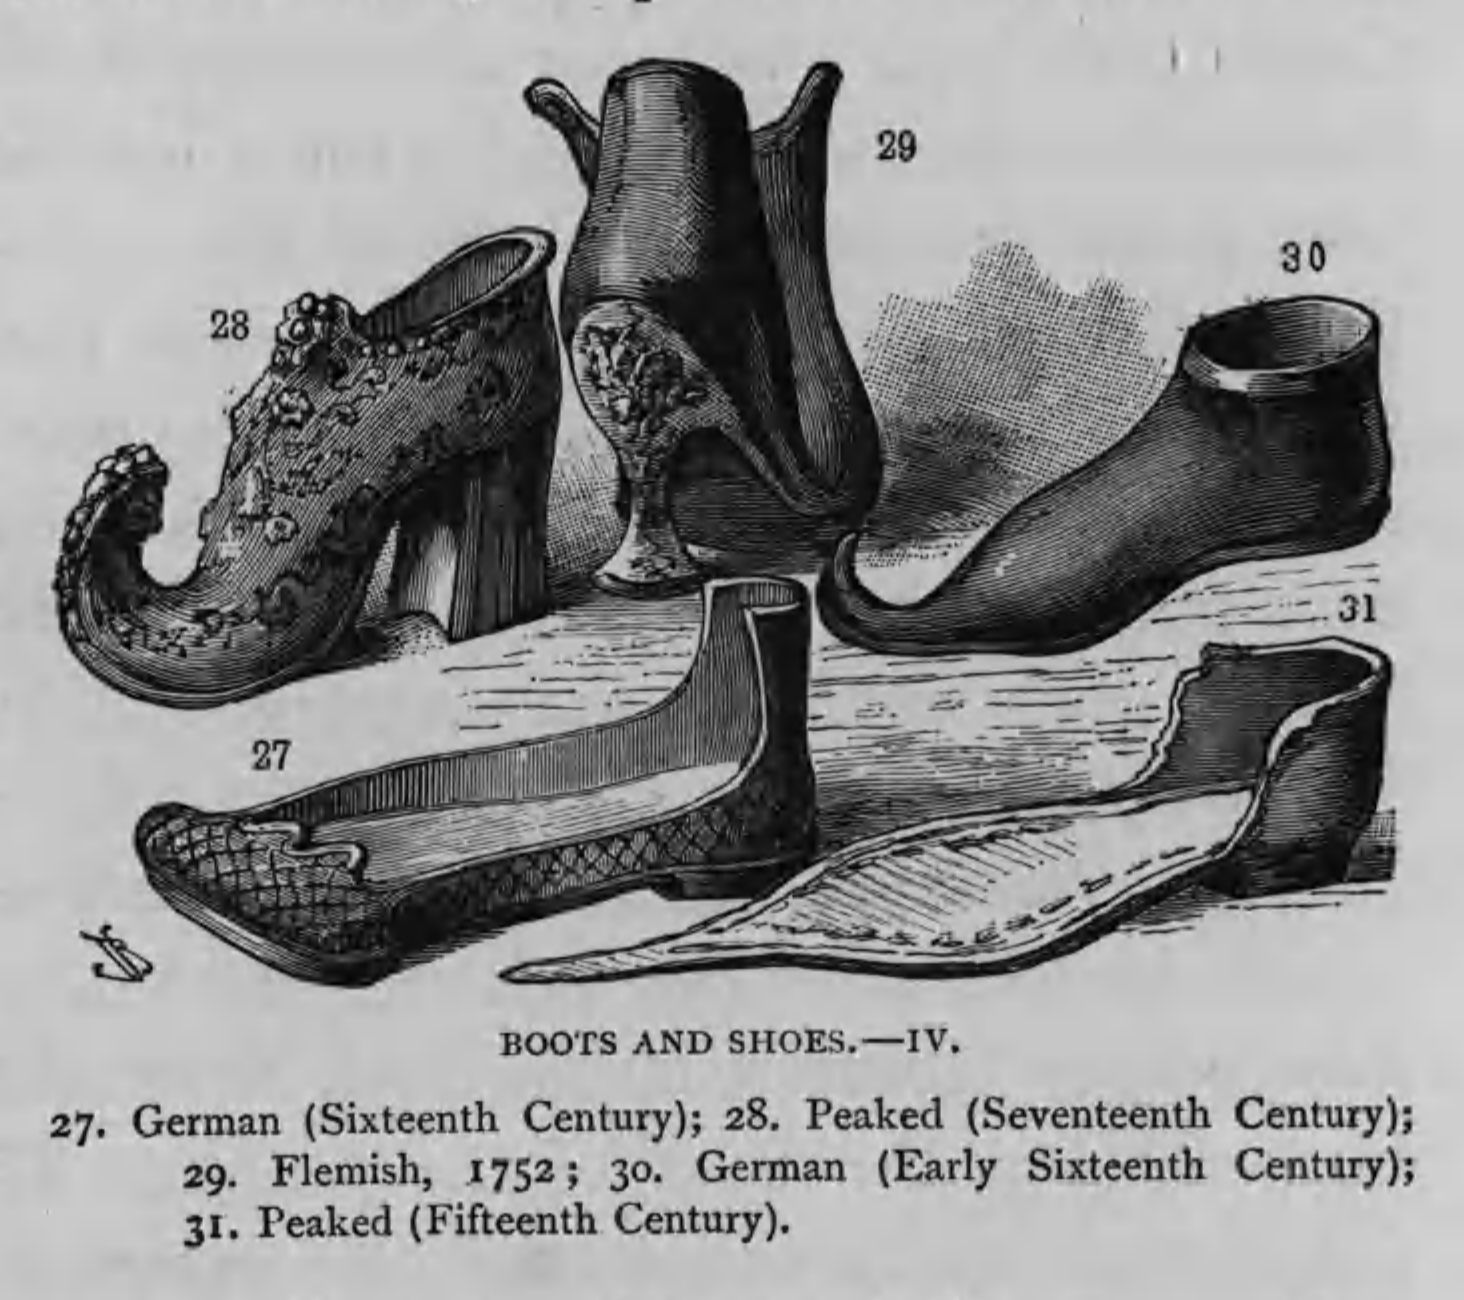 29
30
28
31
27
BOOTS AND SHOES.—IV.
27. German (Sixteenth Century); 28. Peaked (Seventeenth Century);
29. Flemish, 1752; 30. German (Early Sixteenth Century);
31. Peaked (Fifteenth Century).